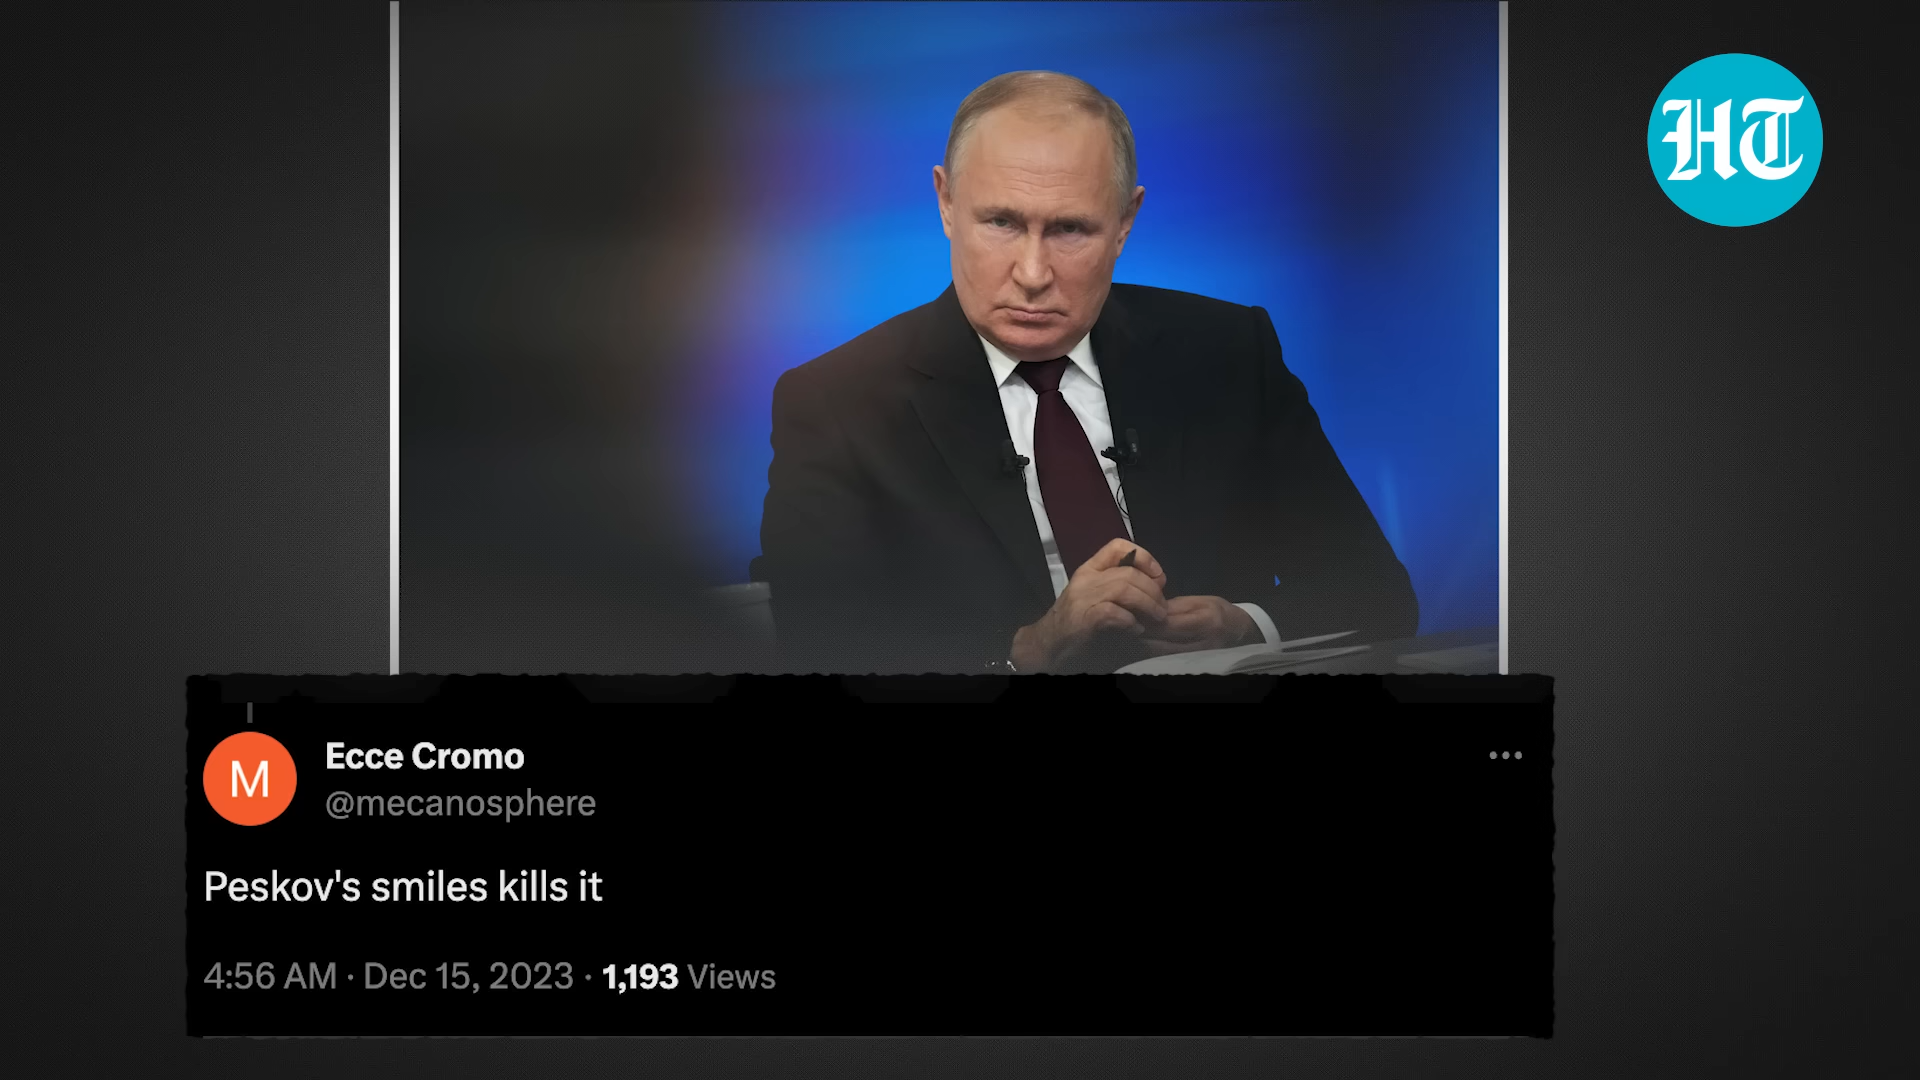 HT
M
Ecce Cromo
@mecanosphere
Peskov's smiles kills it
4:56 AM · Dec 15, 2023 · 1,193 Views